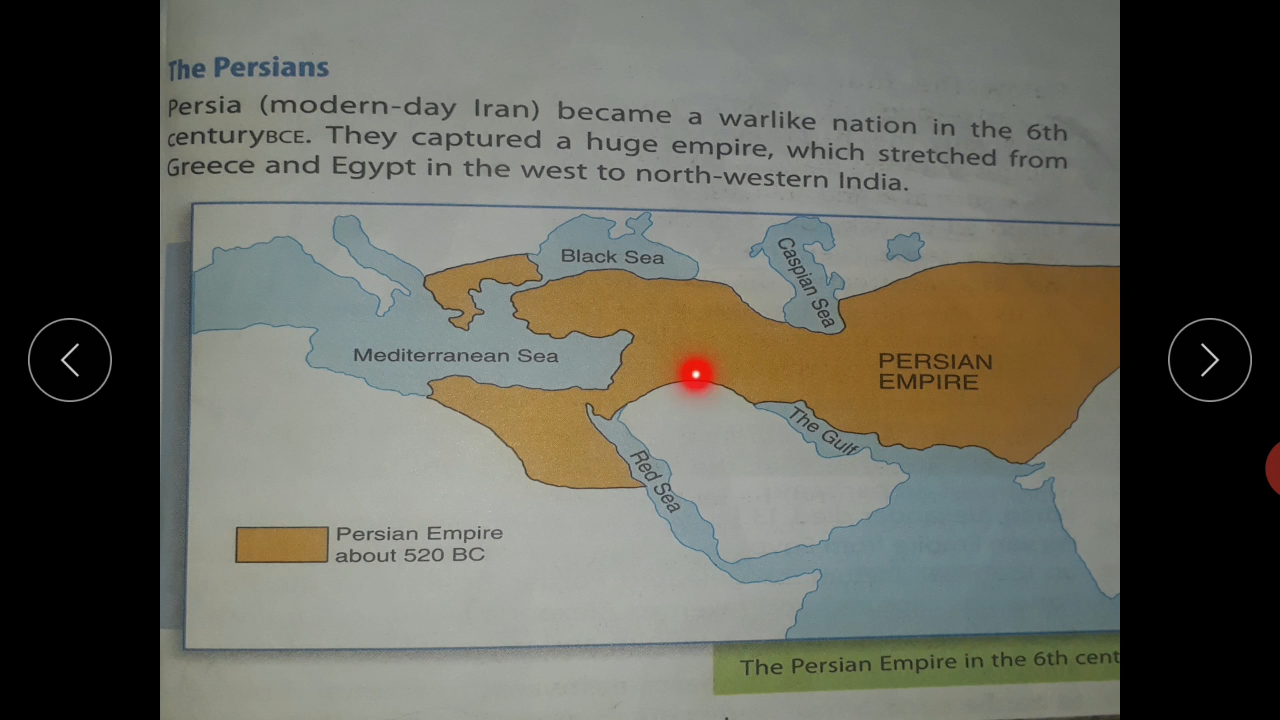 The Persians
Persia (modern-day Iran) became a warlike nation in the 6th
centuryBCE. They captured a huge empire, which stretched from
Greece and Egypt in the west to north-western India.
Black Sea
Caspian Sea
Mediterranean Sea
PERSIAN
EMPIRE
The Gulf
Red Sea
Persian Empire
about 520 BC
The Persian Empire in the 6th cent